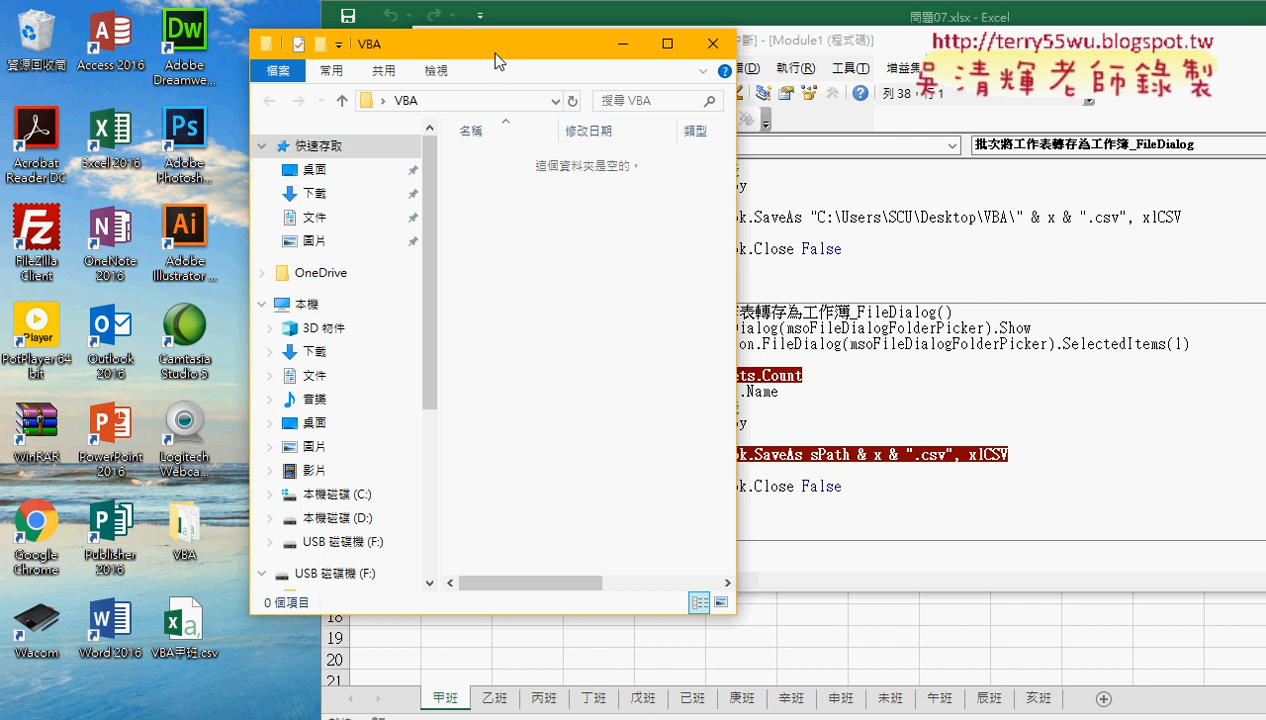 資源回收筒
Access 2016
Adobe Dreamwe...
Acrobat Reader DC
Excel 2016
Adobe Photosh...
FileZilla Client
OneNote 2016
Adobe Illustrator ...
PotPlayer 64 bit
Outlook 2016
Camtasia Studio 5
WinRAR
PowerPoint 2016
Logitech Webca...
Google Chrome
Publisher 2016
VBA
Wacom
Word 2016
VBA甲班.csv
VBA
檔案
常用
共用
檢視
VBA
搜尋 VBA
名稱
修改日期
類型
這個資料夾是空的。
快速存取
桌面
下載
文件
圖片
OneDrive
本機
3D 物件
下載
文件
音樂
桌面
圖片
影片
本機磁碟 (C:)
本機磁碟 (D:)
USB 磁碟機 (F:)
USB 磁碟機 (F:)
0 個項目
問題07.xlsx - Excel
[Module1 (程式碼)]
http://terry55wu.blogspot.tw
吳清輝老師錄製
(D)
執行(R)
工具(T)
增益集
列 38，行 1
批次將工作表轉存為工作簿_FileDialog
k.SaveAs "C:\Users\SCU\Desktop\VBA\" & x & ".csv", xlCSV
k.Close False
表轉存為工作簿_FileDialog()
Dialog(msoFileDialogFolderPicker).Show
on.FileDialog(msoFileDialogFolderPicker).SelectedItems(1)
ts.Count
.Name
k.SaveAs sPath & x & ".csv", xlCSV
k.Close False
18
19
20
21
甲班
乙班
丙班
丁班
戊班
己班
庚班
辛班
申班
未班
午班
辰班
亥班